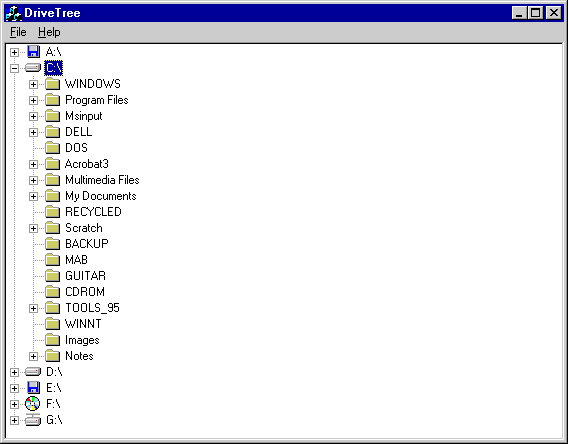 DriveTree
File Help
A:\
C:\
WINDOWS
Program Files
Msinput
DELL
DOS
Acrobat3
Multimedia Files
My Documents
RECYCLED
Scratch
BACKUP
MAB
GUITAR
CDROM
TOOLS_95
WINNT
Images
Notes
D:\
E:\
F:\
G:\